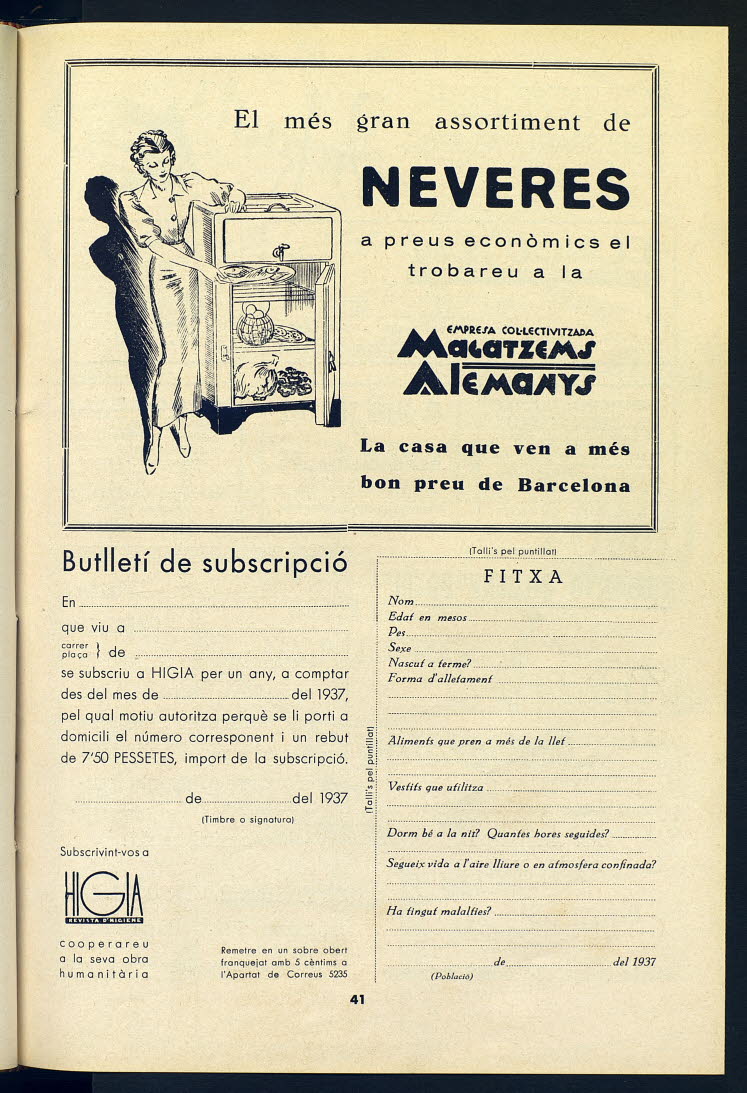 El més gran assortiment de
NEVERES
a preus econòmics el
trobareu a la
EMPRESA COL·LECTIVITZADA
MAGATZEMS
ALEMANYS
La casa que ven a més
bon preu de Barcelona
Butlletí de subscripció
En
que viu a
carrer
plaça } de
se subscriu a HIGIA per un any, a comptar
des del mes de del 1937,
pel qual motiu autoritza perquè se li porti a
domicili el número corresponent i un rebut
de 7'50 PESSETES, import de la subscripció.
de del 1937
(Timbre o signatura)
Subscrivint-vos a
HIGIA
REVISTA D'HIGIENE
cooperareu
a la seva obra
humanitària
Remetre en un sobre obert
franquejat amb 5 cèntims a
l'Apartat de Correus 5235
(Talli's pel puntillat)
(Talli's pel puntillat)
FITXA
Nom
Edat en mesos
Pes
Sexe
Nascut a terme?
Forma d'alletament
Aliments que pren a més de la llet
Vestits que utilitza
Dorm bé a la nit? Quantes hores seguides?
Segueix vida a l'aire lliure o en atmosfera confinada?
Ha tingut malalties?
de del 1937
(Població)
41